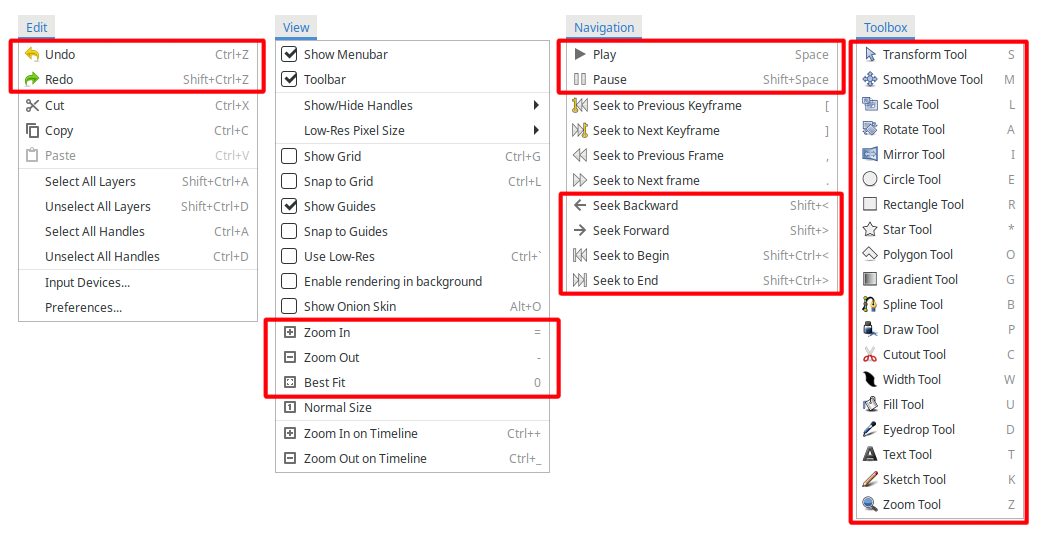 Edit
Undo Ctrl+Z
Redo Shift+Ctrl+Z
Cut Ctrl+X
Copy Ctrl+C
Paste Ctrl+V
Select All Layers Shift+Ctrl+A
Unselect All Layers Shift+Ctrl+D
Select All Handles Ctrl+A
Unselect All Handles Ctrl+D
Input Devices...
Preferences...
View
Show Menubar
Toolbar
Show/Hide Handles
Low-Res Pixel Size
Show Grid Ctrl+G
Snap to Grid Ctrl+L
Show Guides
Snap to Guides
Use Low-Res Ctrl+`
Enable rendering in background
Show Onion Skin Alt+O
Zoom In =
Zoom Out -
Best Fit 0
Normal Size
Zoom In on Timeline Ctrl++
Zoom Out on Timeline Ctrl+_
Navigation
Play Space
Pause Shift+Space
Seek to Previous Keyframe [
Seek to Next Keyframe ]
Seek to Previous Frame ,
Seek to Next frame .
Seek Backward Shift+<
Seek Forward Shift+>
Seek to Begin Shift+Ctrl+<
Seek to End Shift+Ctrl+>
Toolbox
Transform Tool S
SmoothMove Tool M
Scale Tool L
Rotate Tool A
Mirror Tool I
Circle Tool E
Rectangle Tool R
Star Tool *
Polygon Tool O
Gradient Tool G
Spline Tool B
Draw Tool P
Cutout Tool C
Width Tool W
Fill Tool U
Eyedrop Tool D
Text Tool T
Sketch Tool K
Zoom Tool Z